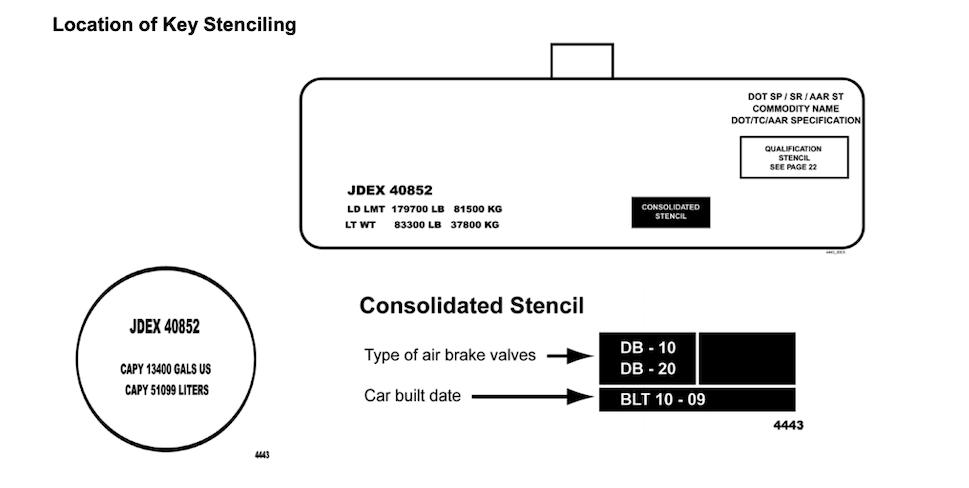 Location of Key Stenciling
DOT SP / SR / AAR ST
COMMODITY NAME
DOT/TC/AAR SPECIFICATION
QUALIFICATION
STENCIL
SEE PAGE 22
JDEX 40852
LD LMT 179700 LB 81500 KG
LT WT 83300 LB 37800 KG
CONSOLIDATED
STENCIL
JDEX 40852
CAPY 13400 GALS US
CAPY 51099 LITERS
4443
Consolidated Stencil
Type of air brake valves
DB - 10
DB - 20
Car built date
BLT 10 - 09
4443